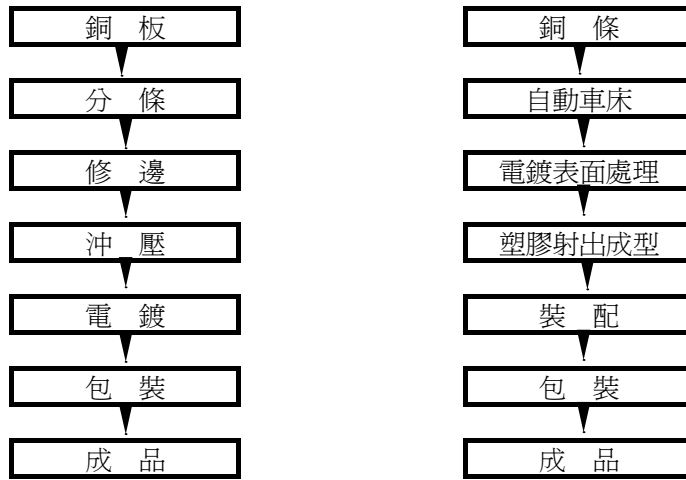 銅 板
分 條
修 邊
沖 壓
電 鍍
包 裝
成 品
銅 條
自動車床
電鍍表面處理
塑膠射出成型
裝 配
包 裝
成 品